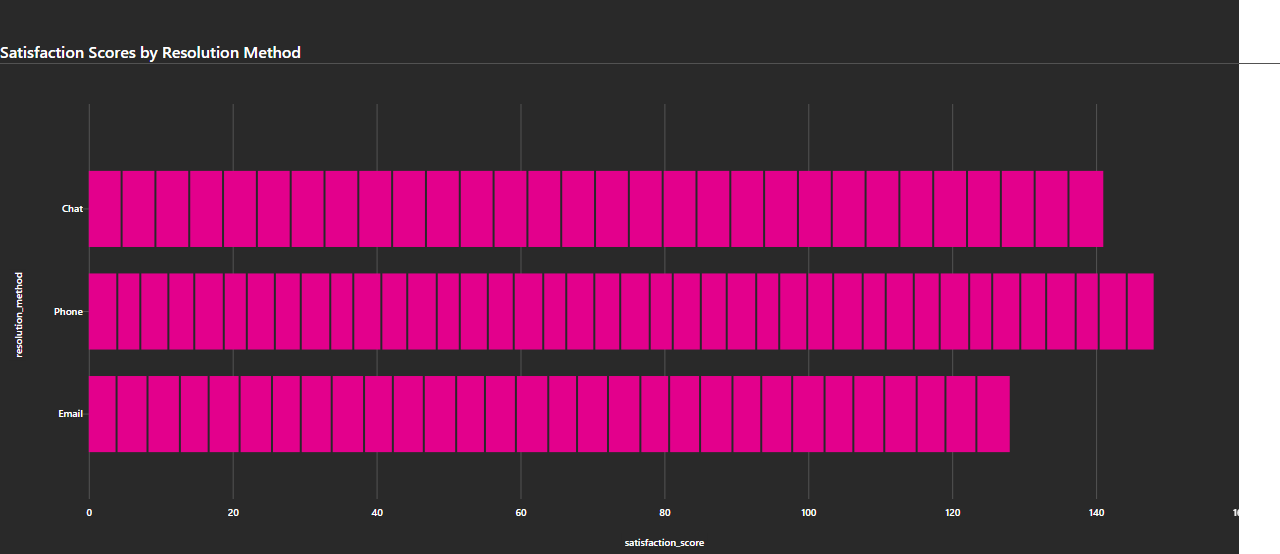 Satisfaction Scores by Resolution Method
resolution_method
Chat
Phone
Email
0 20 40 60 80 100 120 140
satisfaction_score